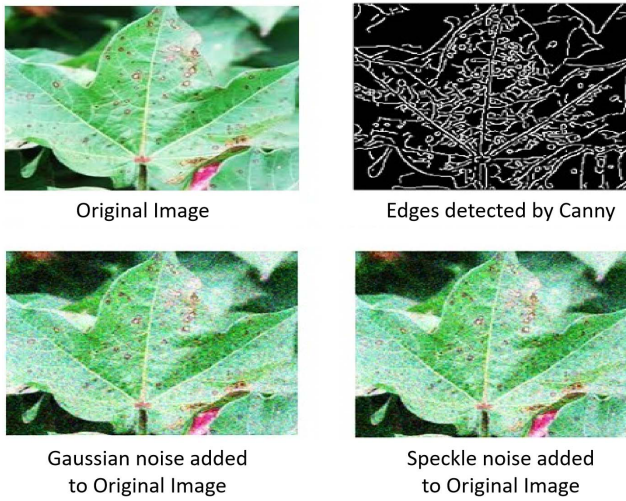 Original Image
Edges detected by Canny
Gaussian noise added
to Original Image
Speckle noise added
to Original Image